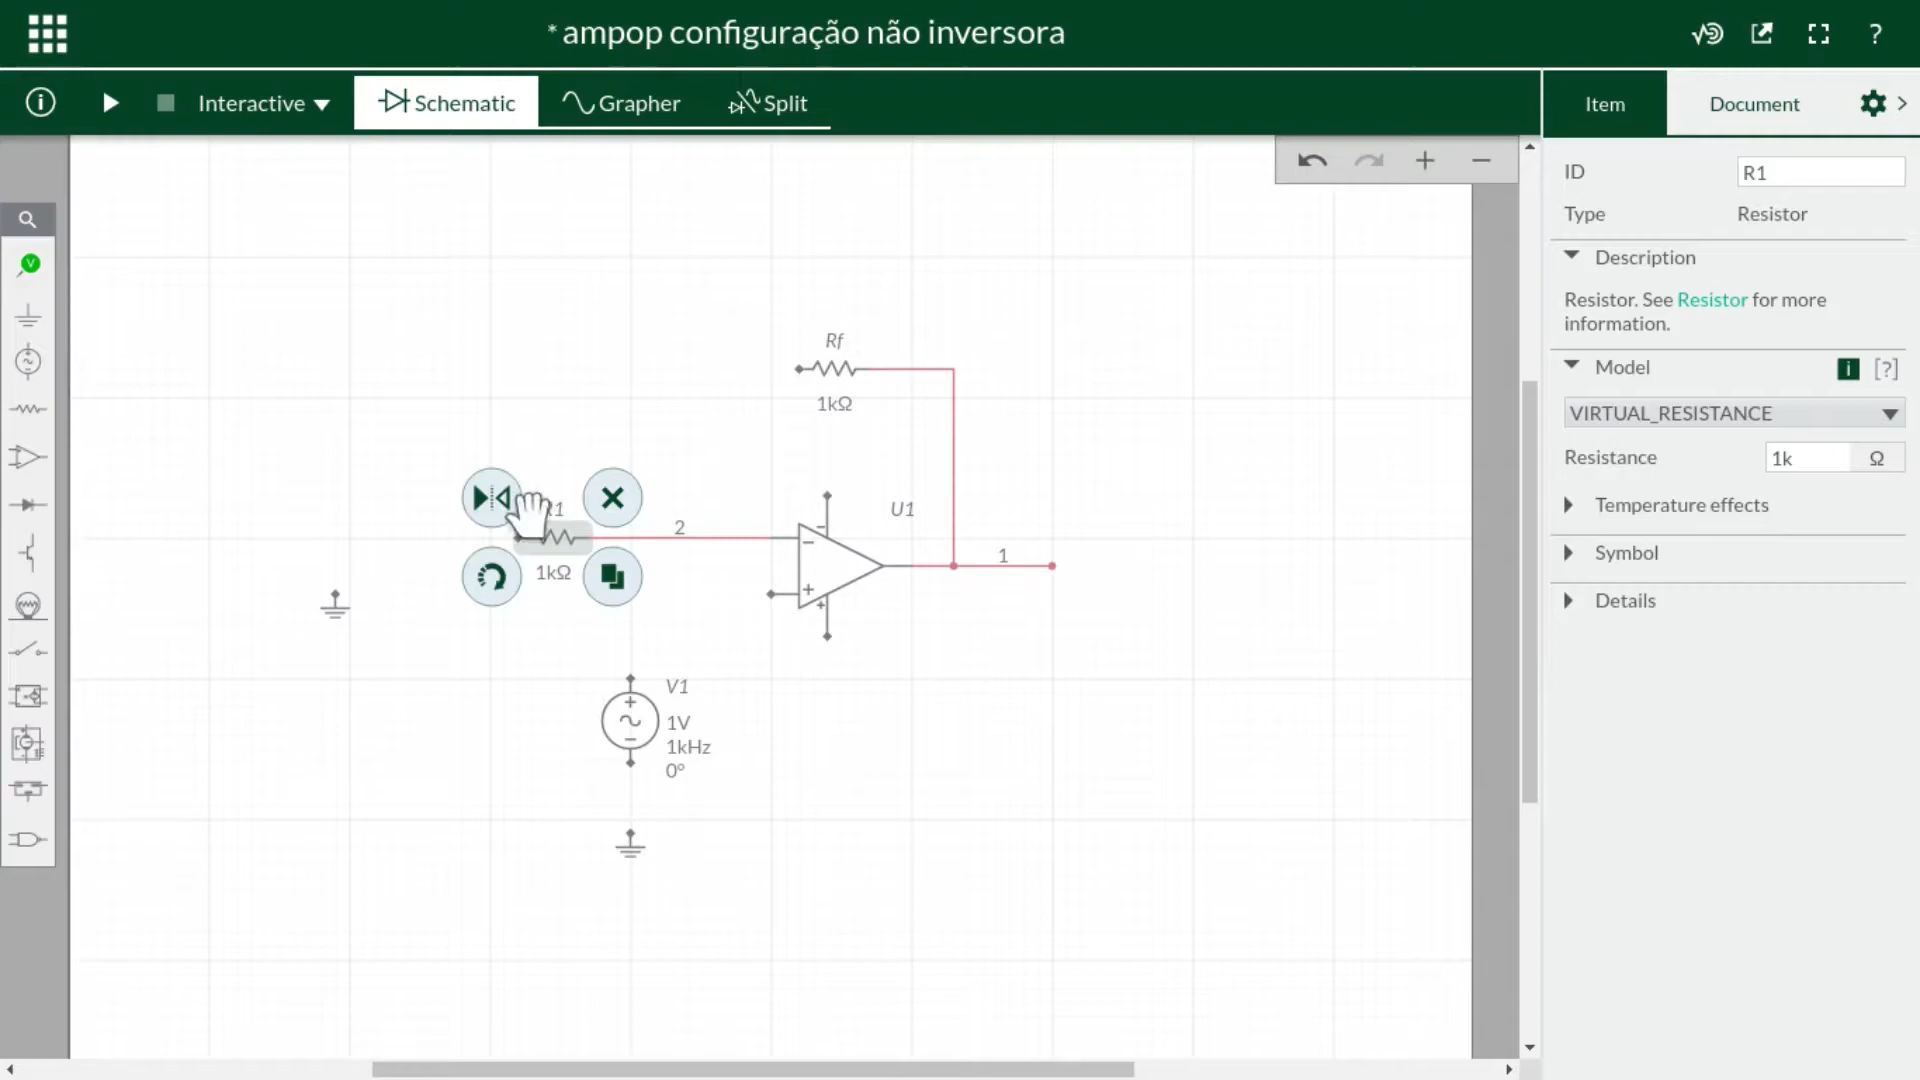 * ampop configuração não inversora
?
Interactive
Schematic
Grapher
Split
Item
Document
ID
R1
Type
Resistor
Description
Resistor. See Resistor for more
information.
Model
i
[?]
VIRTUAL_RESISTANCE
Resistance
1k
Ω
Temperature effects
Symbol
Details
V
Rf
1kΩ
1kΩ
2
U1
1
V1
1V
1kHz
0°